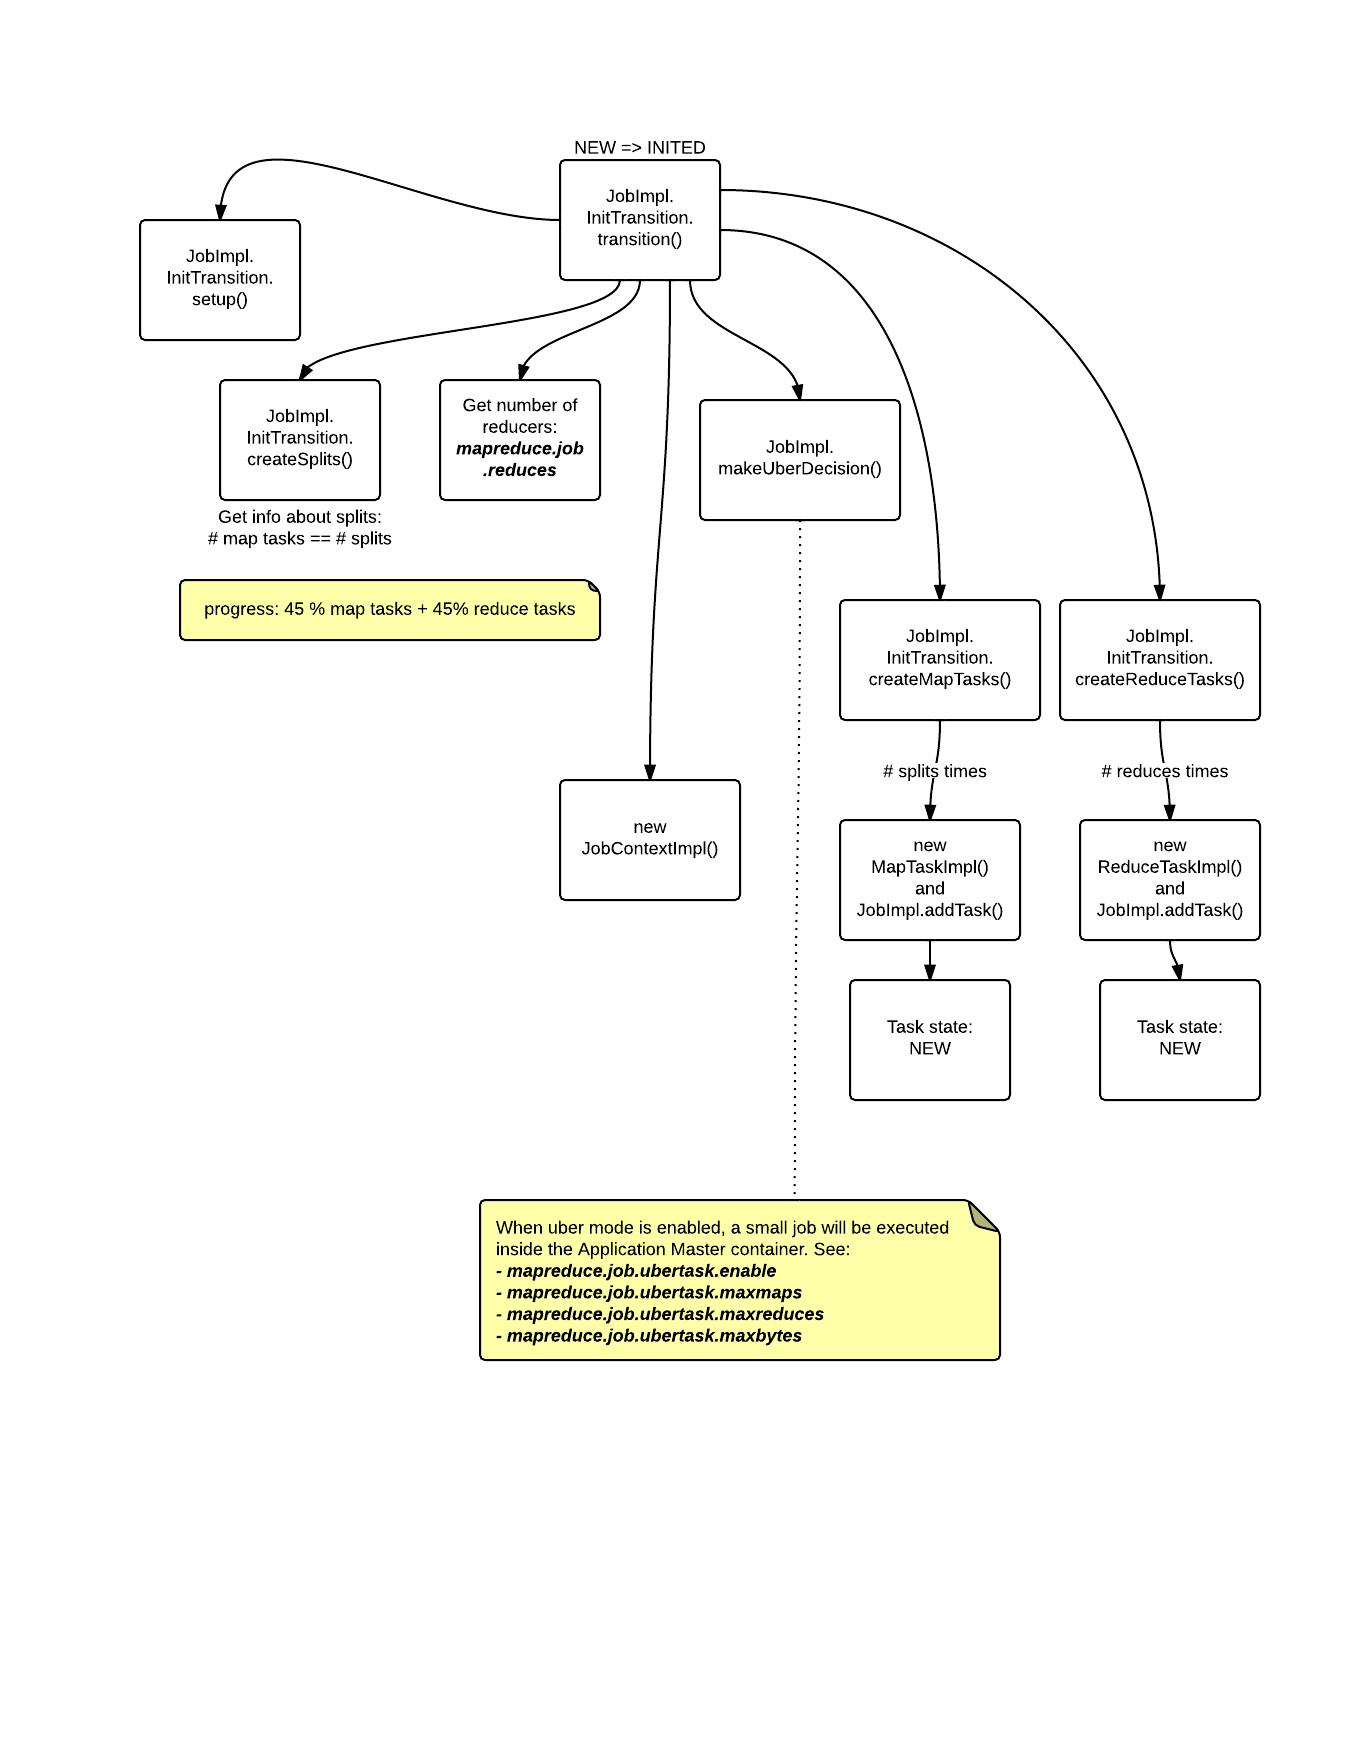 NEW => INITED
JobImpl.
InitTransition.
transition()
JobImpl.
InitTransition.
setup()
JobImpl.
InitTransition.
createSplits()
Get info about splits:
# map tasks == # splits
Get number of
reducers:
mapreduce.job
.reduces
JobImpl.
makeUberDecision()
progress: 45 % map tasks + 45% reduce tasks
JobImpl.
InitTransition.
createMapTasks()
JobImpl.
InitTransition.
createReduceTasks()
# splits times
# reduces times
new
JobContextImpl()
new
MapTaskImpl()
and
JobImpl.addTask()
new
ReduceTaskImpl()
and
JobImpl.addTask()
Task state:
NEW
Task state:
NEW
When uber mode is enabled, a small job will be executed
inside the Application Master container. See:
- mapreduce.job.ubertask.enable
- mapreduce.job.ubertask.maxmaps
- mapreduce.job.ubertask.maxreduces
- mapreduce.job.ubertask.maxbytes